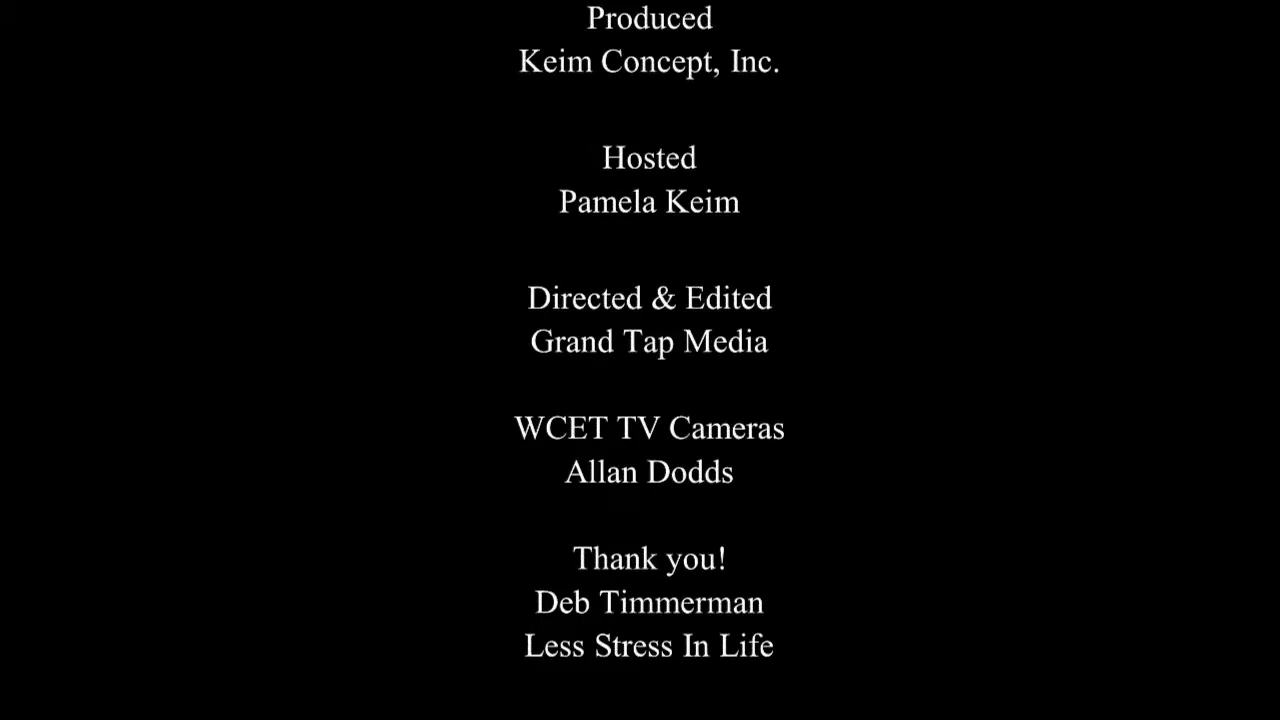 Produced
Keim Concept, Inc.
Hosted
Pamela Keim
Directed & Edited
Grand Tap Media
WCET TV Cameras
Allan Dodds
Thank you!
Deb Timmerman
Less Stress In Life